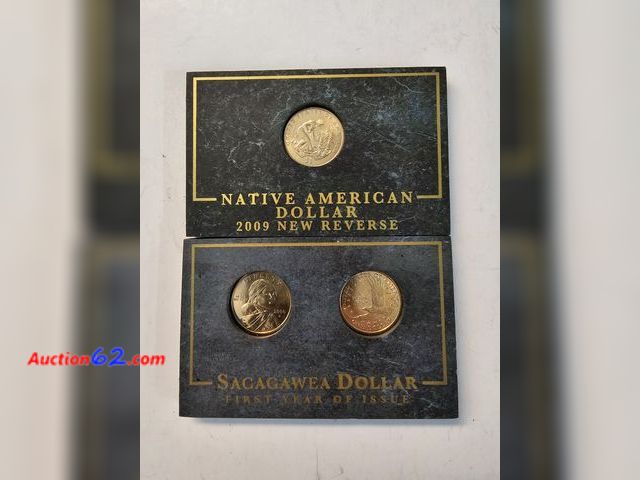 NATIVE AMERICAN
DOLLAR
2009 NEW REVERSE
Auction62.com
SACAGAWEA DOLLAR
FIRST YEAR OF ISSUE